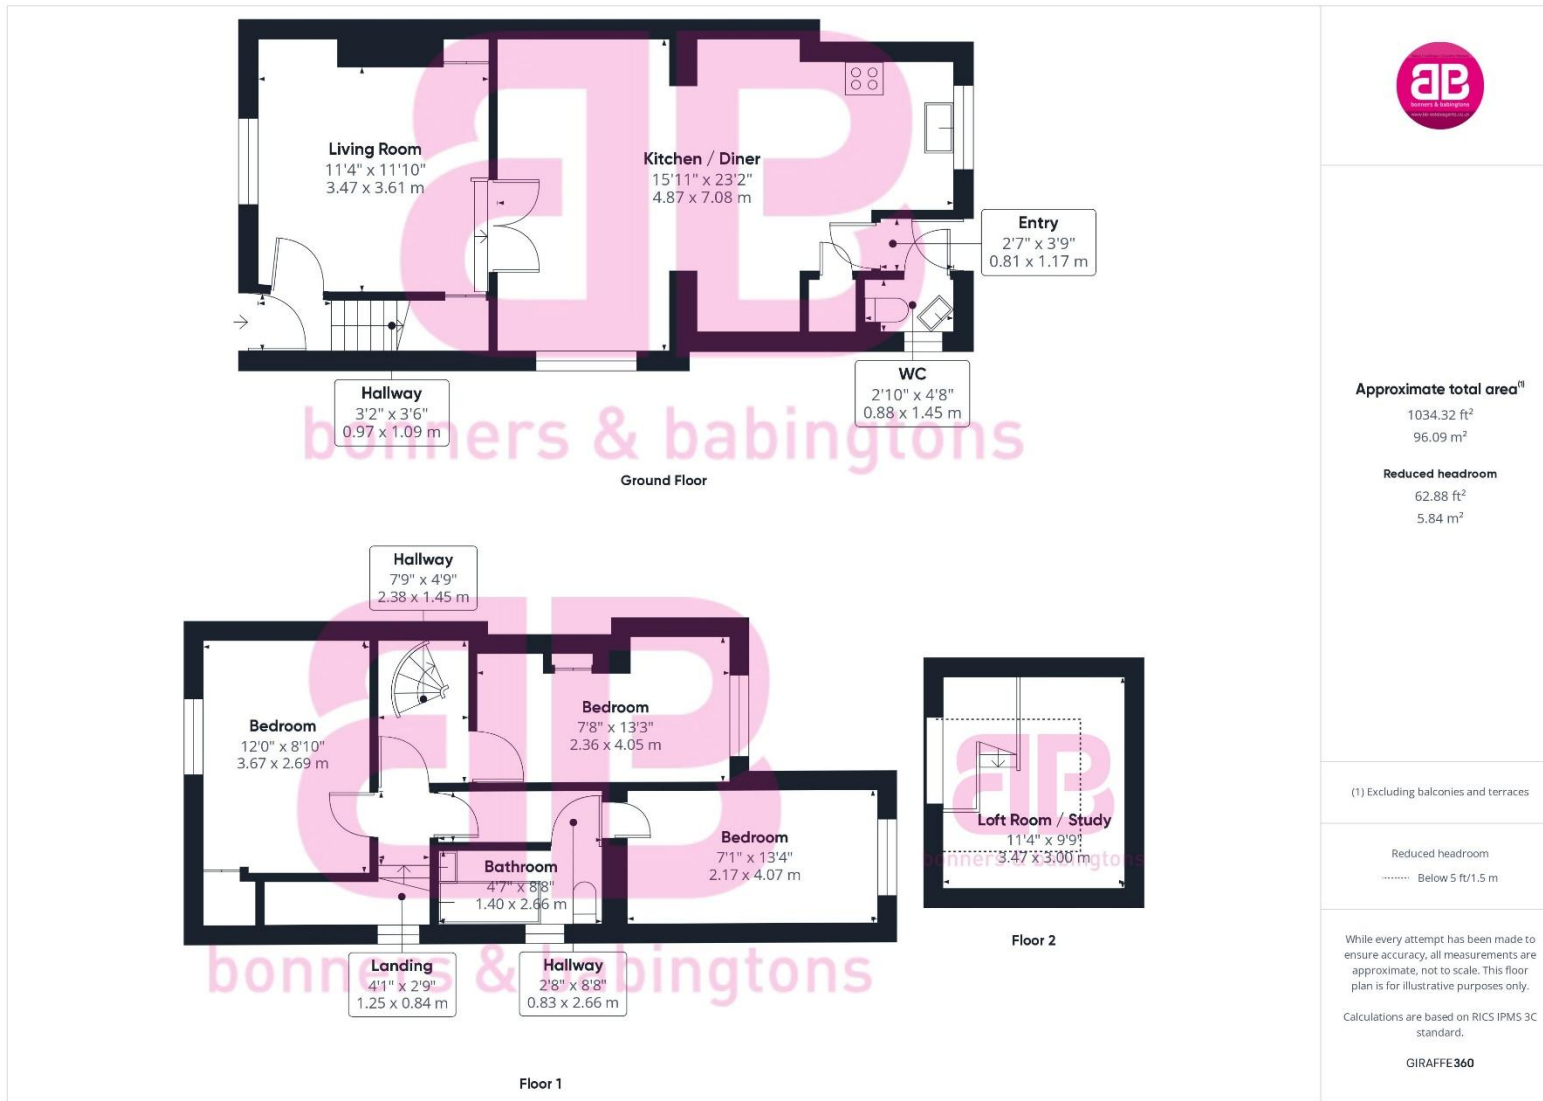 Living Room
11'4" x 11'10"
3.47 x 3.61 m
Kitchen / Diner
15'11" x 23'2"
4.87 x 7.08 m
Entry
2'7" x 3'9"
0.81 x 1.17 m
WC
2'10" x 4'8"
0.88 x 1.45 m
Hallway
3'2" x 3'6"
0.97 x 1.09 m
bonners & babingtons
Ground Floor
Hallway
7'9" x 4'9"
2.38 x 1.45 m
Bedroom
12'0" x 8'10"
3.67 x 2.69 m
Bedroom
7'8" x 13'3"
2.36 x 4.05 m
Bedroom
7'1" x 13'4"
2.17 x 4.07 m
Bathroom
4'7" x 8'8"
1.40 x 2.66 m
Landing
4'1" x 2'9"
1.25 x 0.84 m
Hallway
2'8" x 8'8"
0.83 x 2.66 m
bonners & babingtons
Floor 1
Loft Room / Study
11'4" x 9'9"
3.47 x 3.00 m
bonners & babingtons
Floor 2
BB
bonners & babingtons
Approximate total area(1)
1034.32 ft²
96.09 m²
Reduced headroom
62.88 ft²
5.84 m²
(1) Excluding balconies and terraces
Reduced headroom
Below 5 ft/1.5 m
While every attempt has been made to
ensure accuracy, all measurements are
approximate, not to scale. This floor
plan is for illustrative purposes only.
Calculations are based on RICS IPMS 3C
standard.
GIRAFFE360